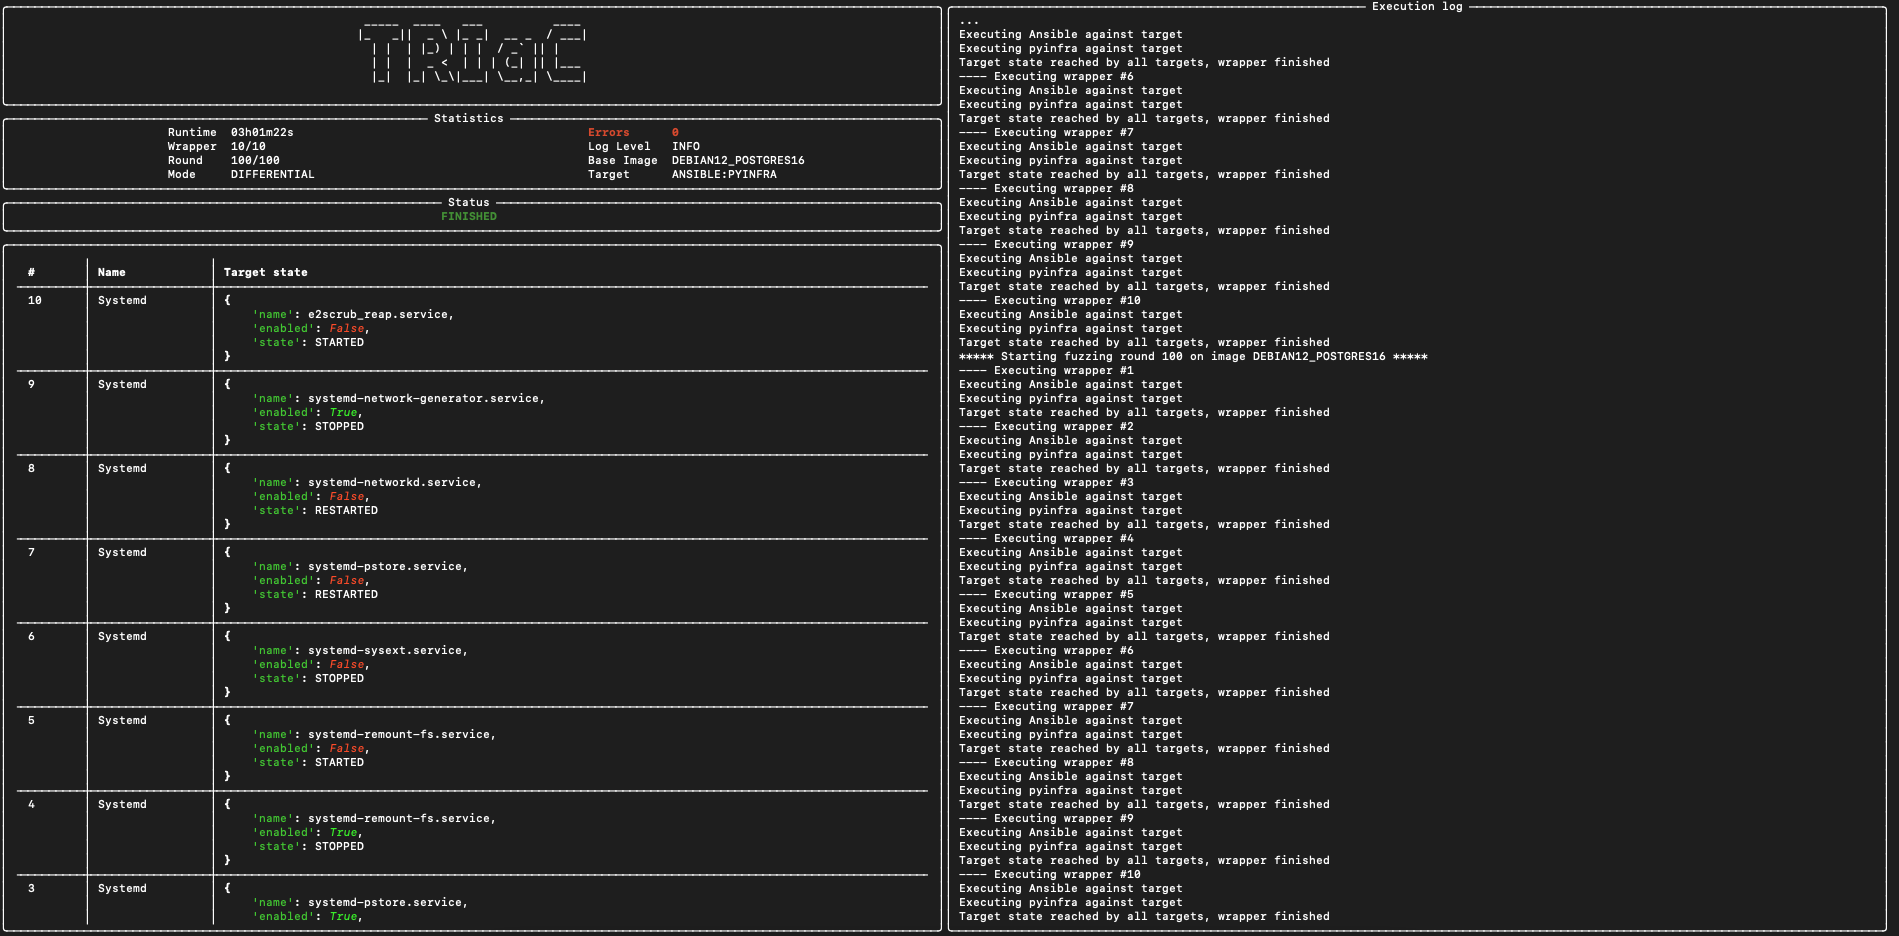 TRIaC
Statistics
Runtime 03h01m22s
Wrapper 10/10
Round 100/100
Mode DIFFERENTIAL
Errors 0
Log Level INFO
Base Image DEBIAN12_POSTGRES16
Target ANSIBLE:PYINFRA
Status
FINISHED
# Name Target state
10 Systemd {
'name': e2scrub_reap.service,
'enabled': False,
'state': STARTED
}
9 Systemd {
'name': systemd-network-generator.service,
'enabled': True,
'state': STOPPED
}
8 Systemd {
'name': systemd-networkd.service,
'enabled': False,
'state': RESTARTED
}
7 Systemd {
'name': systemd-pstore.service,
'enabled': False,
'state': RESTARTED
}
6 Systemd {
'name': systemd-sysext.service,
'enabled': False,
'state': STOPPED
}
5 Systemd {
'name': systemd-remount-fs.service,
'enabled': False,
'state': STARTED
}
4 Systemd {
'name': systemd-remount-fs.service,
'enabled': True,
'state': STOPPED
}
3 Systemd {
'name': systemd-pstore.service,
'enabled': True,
Execution log
...
Executing Ansible against target
Executing pyinfra against target
Target state reached by all targets, wrapper finished
---- Executing wrapper #6
Executing Ansible against target
Executing pyinfra against target
Target state reached by all targets, wrapper finished
---- Executing wrapper #7
Executing Ansible against target
Executing pyinfra against target
Target state reached by all targets, wrapper finished
---- Executing wrapper #8
Executing Ansible against target
Executing pyinfra against target
Target state reached by all targets, wrapper finished
---- Executing wrapper #9
Executing Ansible against target
Executing pyinfra against target
Target state reached by all targets, wrapper finished
---- Executing wrapper #10
Executing Ansible against target
Executing pyinfra against target
Target state reached by all targets, wrapper finished
***** Starting fuzzing round 100 on image DEBIAN12_POSTGRES16 *****
---- Executing wrapper #1
Executing Ansible against target
Executing pyinfra against target
Target state reached by all targets, wrapper finished
---- Executing wrapper #2
Executing Ansible against target
Executing pyinfra against target
Target state reached by all targets, wrapper finished
---- Executing wrapper #3
Executing Ansible against target
Executing pyinfra against target
Target state reached by all targets, wrapper finished
---- Executing wrapper #4
Executing Ansible against target
Executing pyinfra against target
Target state reached by all targets, wrapper finished
---- Executing wrapper #5
Executing Ansible against target
Executing pyinfra against target
Target state reached by all targets, wrapper finished
---- Executing wrapper #6
Executing Ansible against target
Executing pyinfra against target
Target state reached by all targets, wrapper finished
---- Executing wrapper #7
Executing Ansible against target
Executing pyinfra against target
Target state reached by all targets, wrapper finished
---- Executing wrapper #8
Executing Ansible against target
Executing pyinfra against target
Target state reached by all targets, wrapper finished
---- Executing wrapper #9
Executing Ansible against target
Executing pyinfra against target
Target state reached by all targets, wrapper finished
---- Executing wrapper #10
Executing Ansible against target
Executing pyinfra against target
Target state reached by all targets, wrapper finished